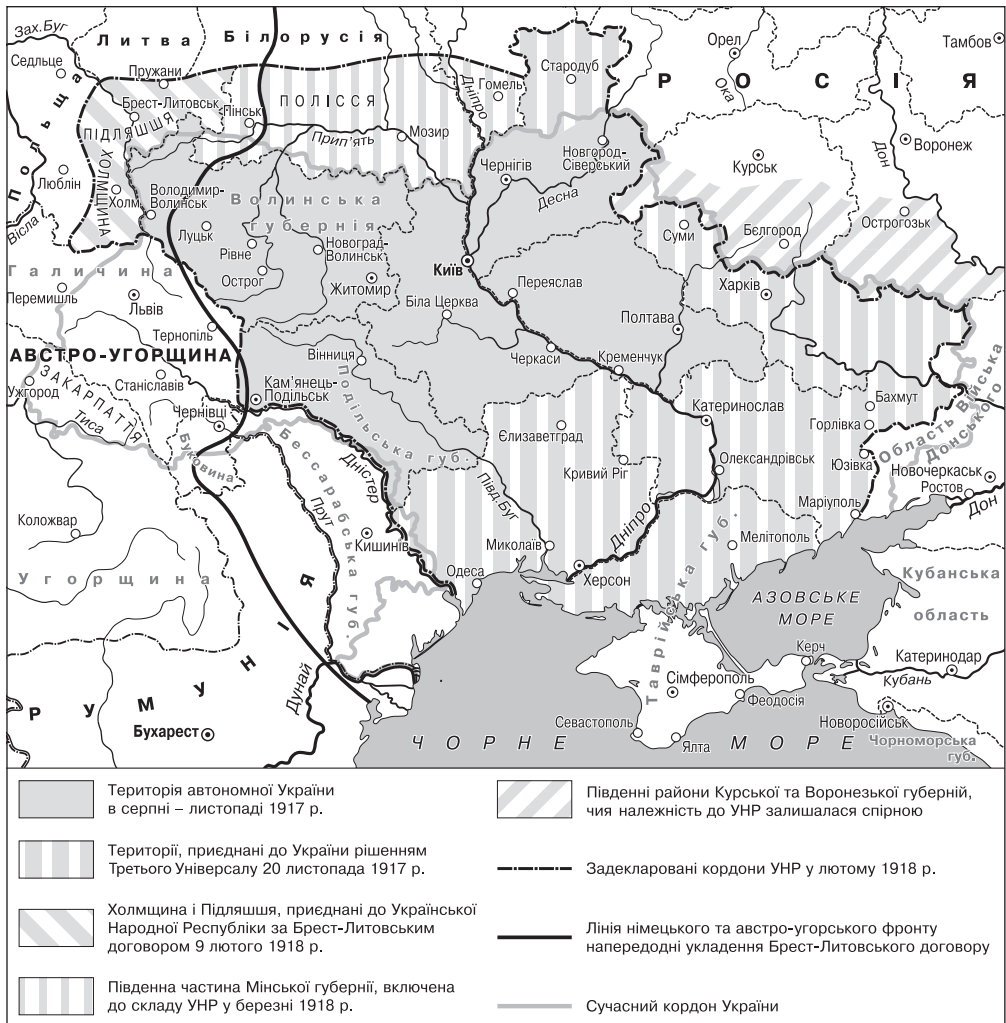 Зах.Буг
Литва
Білорусія
Седльце
Пружани
Стародуб
Орел
Тамбов
Вісла
Польща
Брест-Литовськ
Пінськ
ПОЛІССЯ
Гомель
Дніпро
Ока
РОСІЯ
ПІДЛЯШШЯ
Мозир
Прип'ять
Дон
Воронеж
Люблін
ХОЛМЩИНА
Холм
Чернігів
Новгород-
Сіверський
Курськ
Десна
Володимир-
Волинськ
Волинська
губернія
Острогозьк
Луцьк
Рівне
Новоград-
Волинськ
Суми
Бєлгород
Острог
Київ
Житомир
Переяслав
Харків
Галичина
Перемишль
Львів
Біла Церква
Полтава
Тернопіль
АВСТРО-УГОРЩИНА
Вінниця
Черкаси
Кременчук
Ужгород
ЗАКАРПАТТЯ
Станіславів
Кам'янець-
Подільськ
Подільська губ.
Катеринослав
Бахмут
Тиса
Чернівці
Єлизаветград
Горлівка
Область Війська
Донського
Буковина
Бессарабська губ.
Дністер
Кривий Ріг
Олександрівськ
Юзівка
Новочеркаськ
Ростов
Півд.Буг
Маріуполь
Дон
Коложвар
Прут
Кишинів
Миколаїв
Дніпро
Мелітополь
Угорщина
Одеса
Херсон
Таврійська губ.
АЗОВСЬКЕ
МОРЕ
Кубанська
область
Керч
Катеринодар
РУМУНІЯ
Дунай
Сімферополь
Феодосія
Кубань
Бухарест
Севастополь
Новоросійськ
ЧОРНЕ МОРЕ
Ялта
Чорноморська
губ.
Територія автономної України
в серпні – листопаді 1917 р.
Території, приєднані до України рішенням
Третього Універсалу 20 листопада 1917 р.
Холмщина і Підляшшя, приєднані до Української
Народної Республіки за Брест-Литовським
договором 9 лютого 1918 р.
Південна частина Мінської губернії, включена
до складу УНР у березні 1918 р.
Південні райони Курської та Воронезької губерній,
чия належність до УНР залишалася спірною
Задекларовані кордони УНР у лютому 1918 р.
Лінія німецького та австро-угорського фронту
напередодні укладення Брест-Литовського договору
Сучасний кордон України